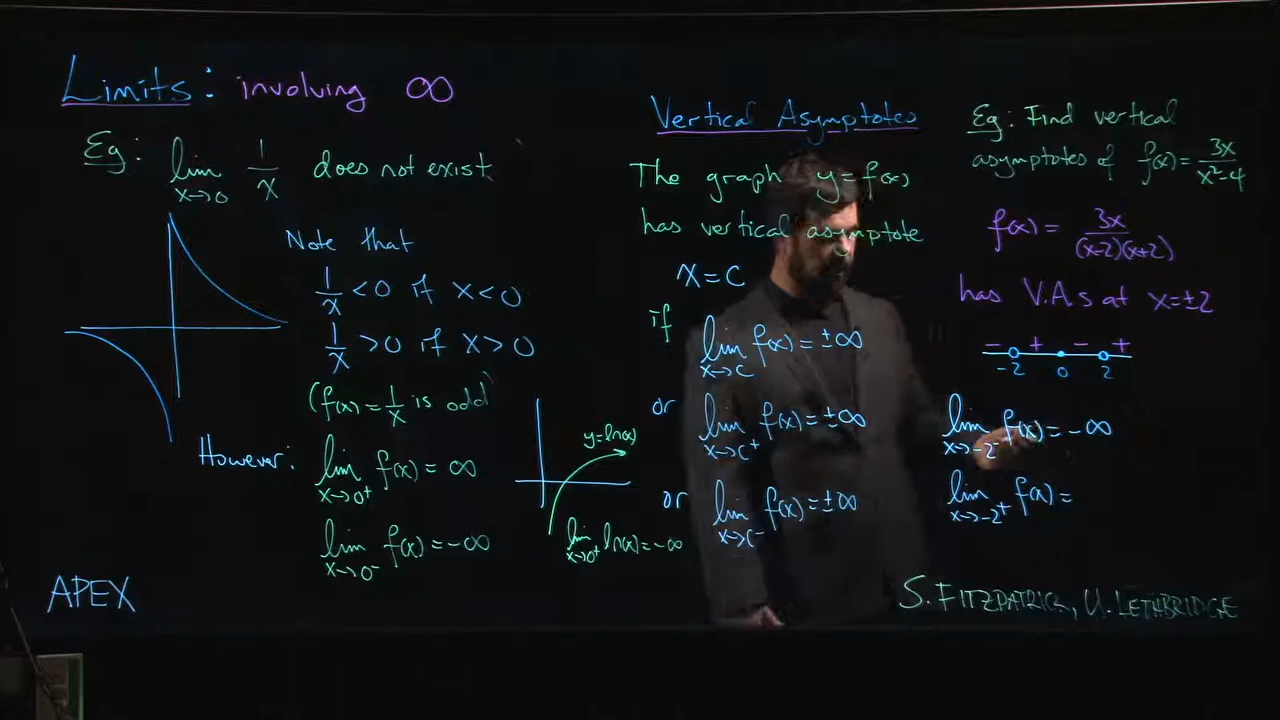 Limits: involving ∞
Eg: lim x→0 1/x does not exist
Note that
1/x < 0 if x < 0
1/x > 0 if x > 0
(f(x) = 1/x is odd)
However: lim x→0⁺ f(x) = ∞
lim x→0⁻ f(x) = -∞
y=ln(x)
lim x→0⁺ ln(x) = -∞
APEX
Vertical Asymptotes
The graph y = f(x)
has vertical asymptote
x = c
if
lim x→c f(x) = ±∞
or lim x→c⁺ f(x) = ±∞
or lim x→c⁻ f(x) = ±∞
Eg: Find vertical
asymptotes of f(x) = 3x/(x²-4)
f(x) = 3x/((x-2)(x+2))
has V.A.s at x=±2
- + - +
-2 0 2
lim x→-2⁻ f(x) = -∞
lim x→-2⁺ f(x) =
S. FITZPATRICK, U. LETHBRIDGE